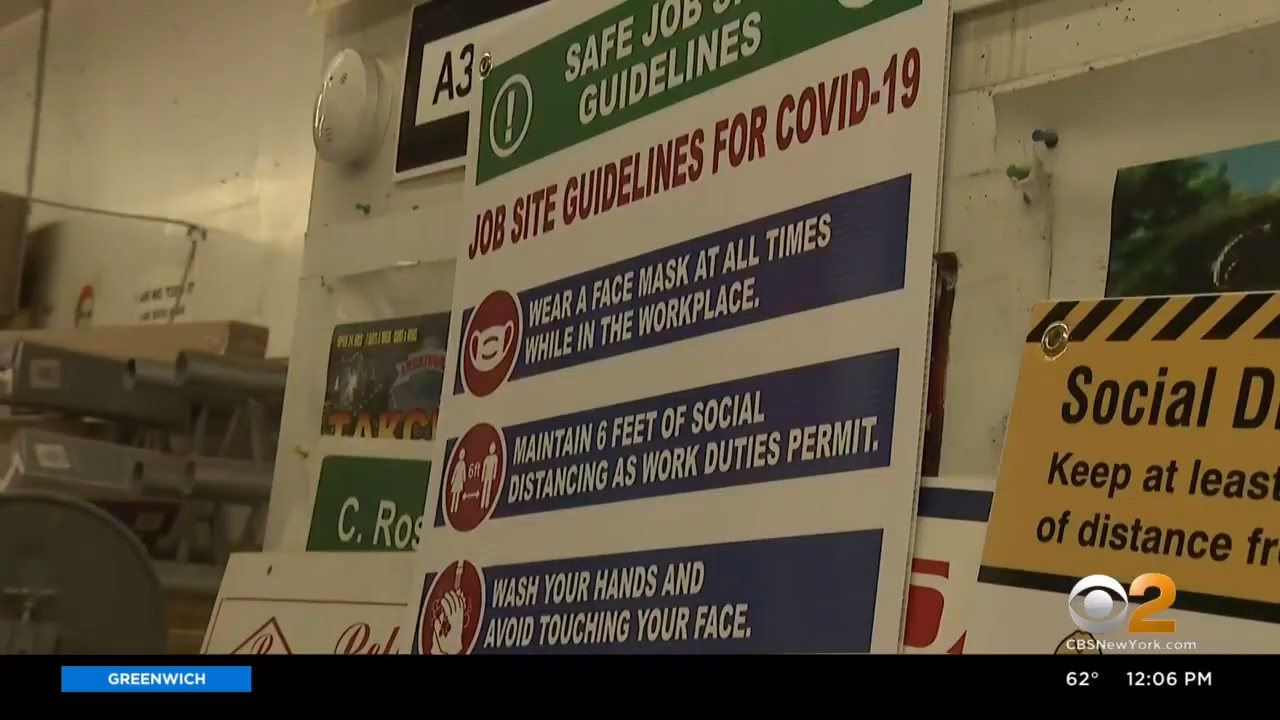 A3
SAFE JOB
GUIDELINES
JOB SITE GUIDELINES FOR COVID-19
WEAR A FACE MASK AT ALL TIMES
WHILE IN THE WORKPLACE.
6ft
MAINTAIN 6 FEET OF SOCIAL
DISTANCING AS WORK DUTIES PERMIT.
WASH YOUR HANDS AND
AVOID TOUCHING YOUR FACE.
C. Ros
Social D
Keep at least
of distance fr
2
CBSNewYork.com
GREENWICH
62° 12:06 PM